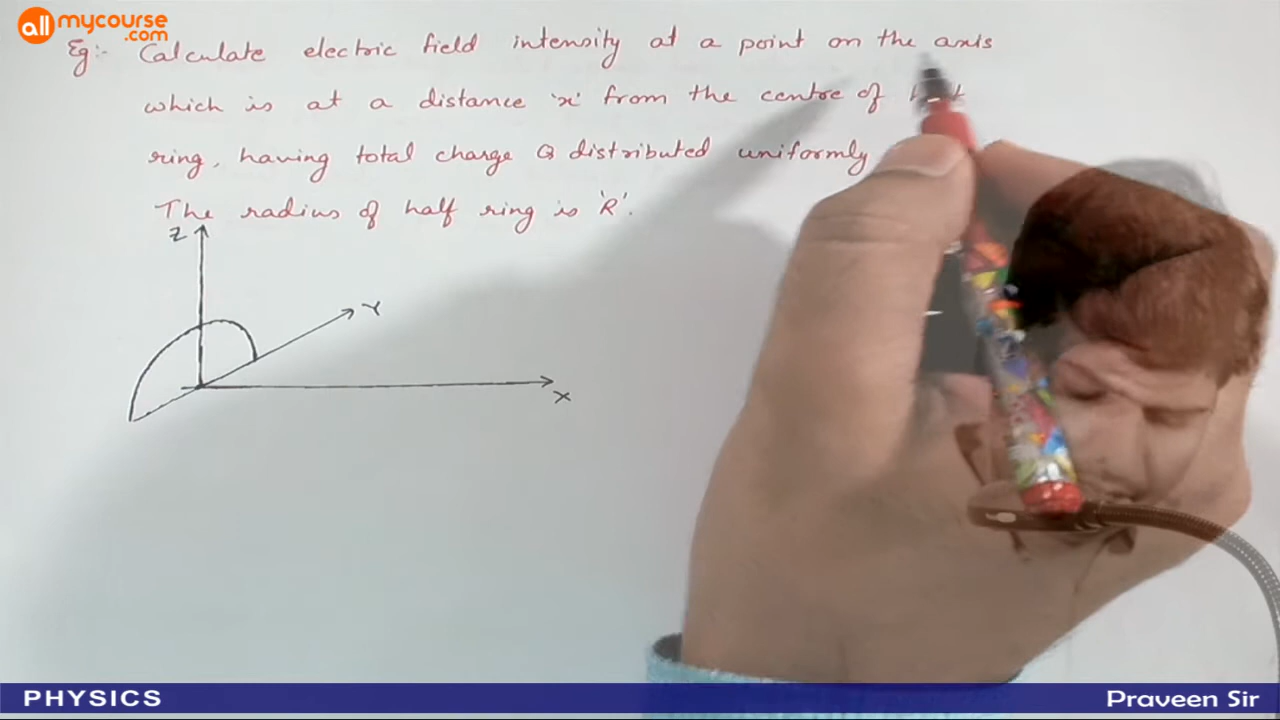 allmycourse.com
Eg:- Calculate electric field intensity at a point on the axis
which is at a distance 'x' from the centre of
ring, having total charge Q distributed uniformly
The radius of half ring is 'R'.
Z
Y
X
PHYSICS
Praveen Sir